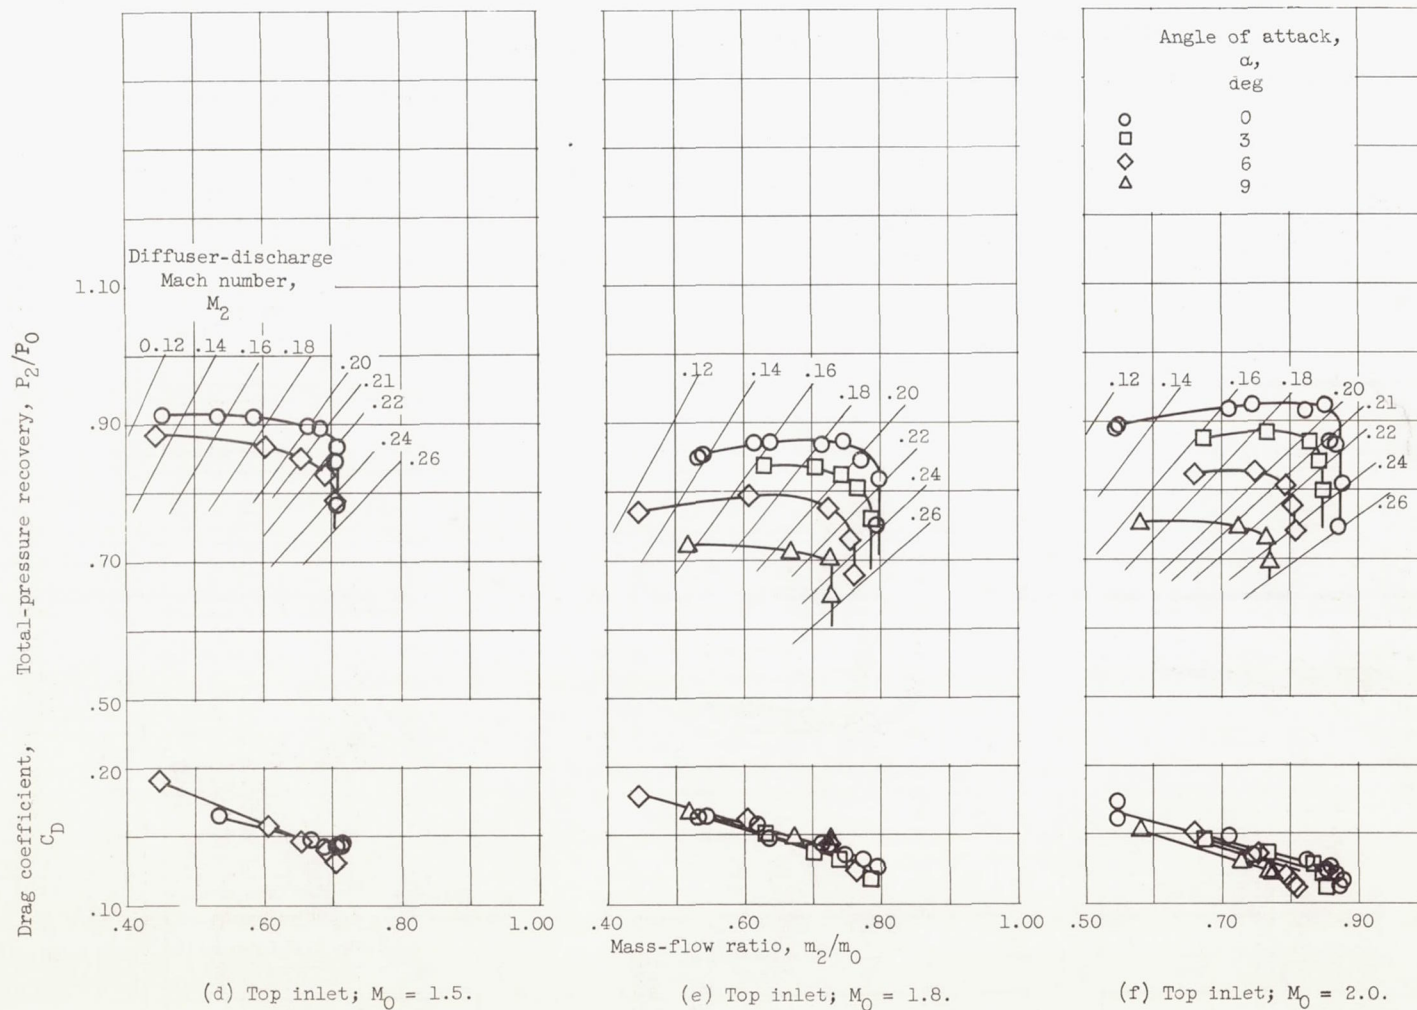 Angle of attack,
α,
deg
0
3
6
9
Total-pressure recovery, P2/P0
1.10
.90
.70
.50
Diffuser-discharge
Mach number,
M2
0.12 .14 .16 .18
.20
.21
.22
.24
.26
.12 .14 .16
.18 .20
.22
.24
.26
.12 .14 .16 .18
.20
.21
.22
.24
.26
Drag coefficient,
CD
.20
.10
.40 .60 .80 1.00
.40 .60 .80 1.00
.50 .70 .90
Mass-flow ratio, m2/m0
(d) Top inlet; M0 = 1.5.
(e) Top inlet; M0 = 1.8.
(f) Top inlet; M0 = 2.0.